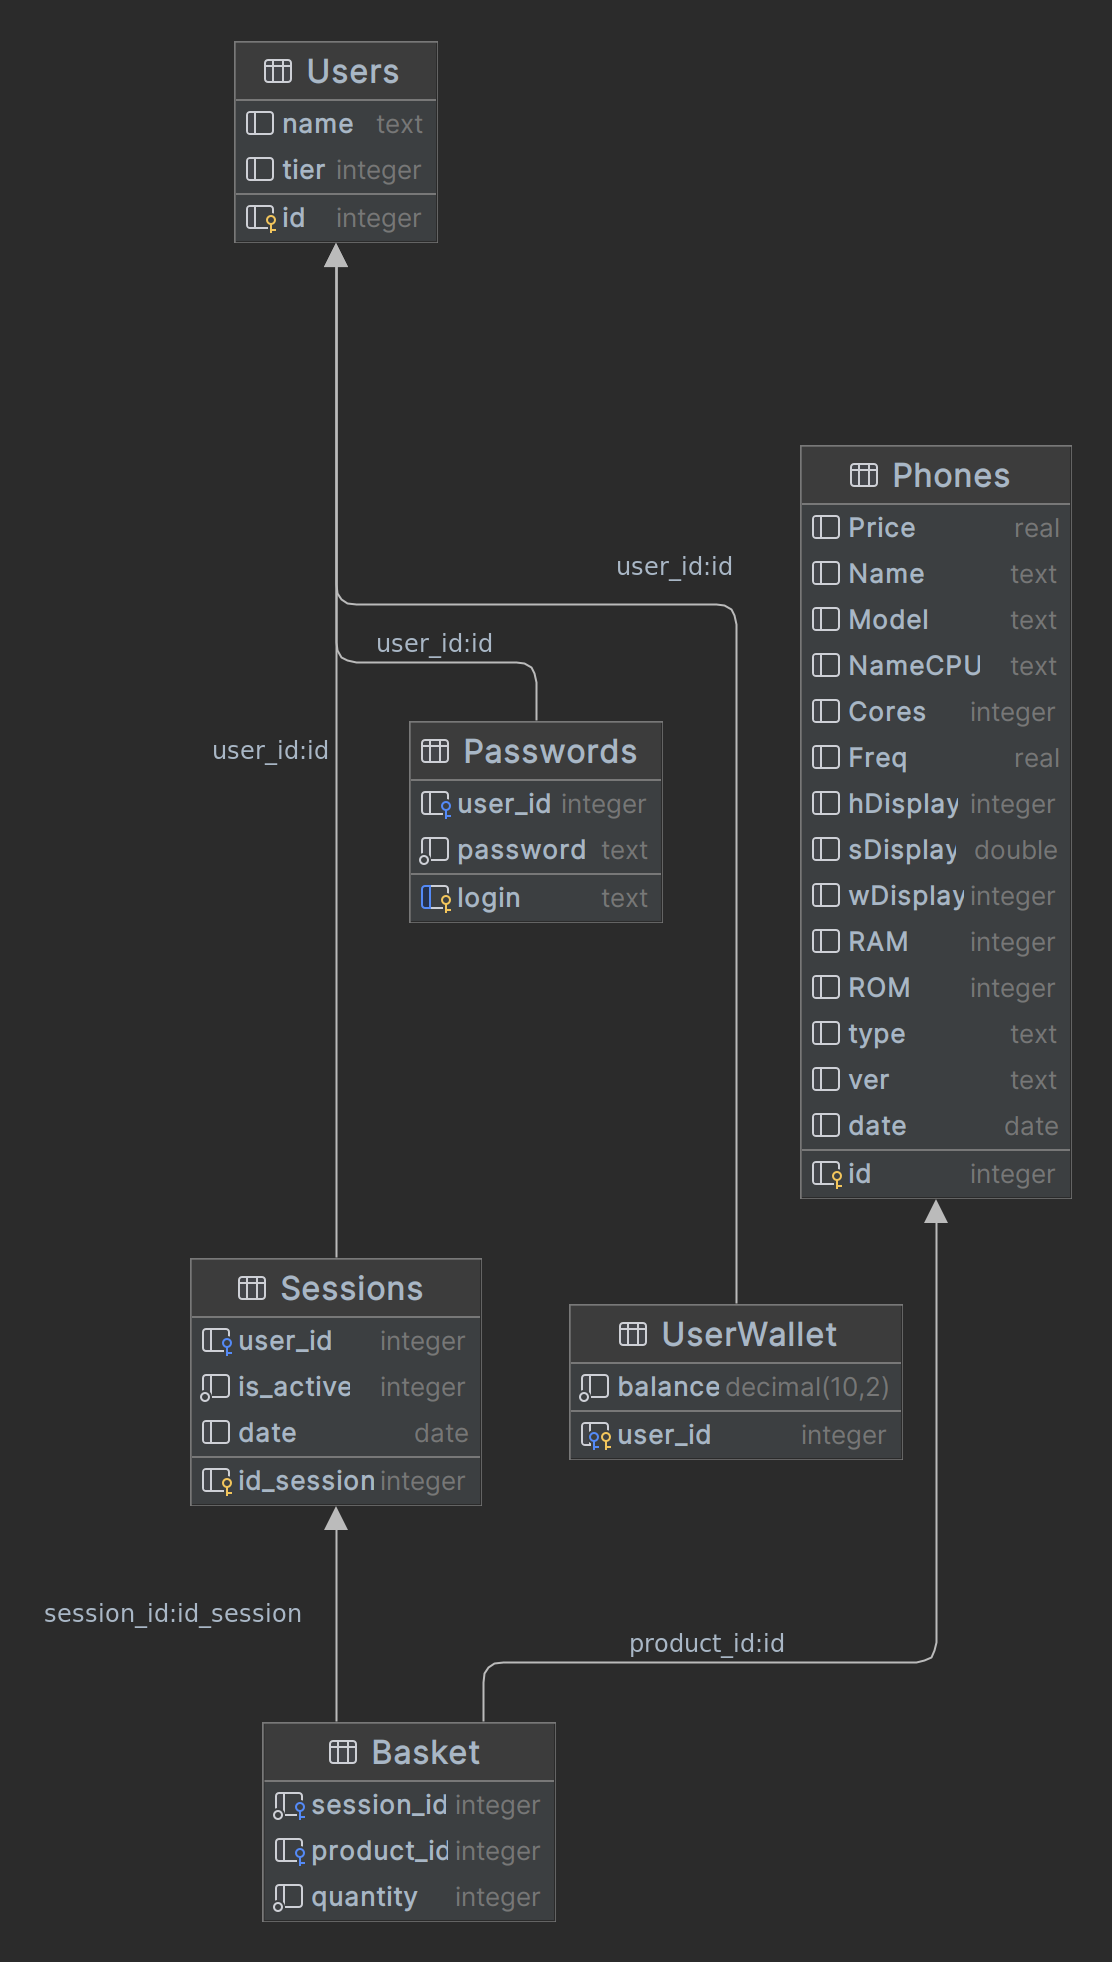 Users
name text
tier integer
id integer
Phones
Price real
Name text
Model text
NameCPU text
Cores integer
Freq real
hDisplay integer
sDisplay double
wDisplay integer
RAM integer
ROM integer
type text
ver text
date date
id integer
user_id:id
user_id:id
user_id:id
Passwords
user_id integer
password text
login text
Sessions
user_id integer
is_active integer
date date
id_session integer
UserWallet
balance decimal(10,2)
user_id integer
session_id:id_session
product_id:id
Basket
session_id integer
product_id integer
quantity integer